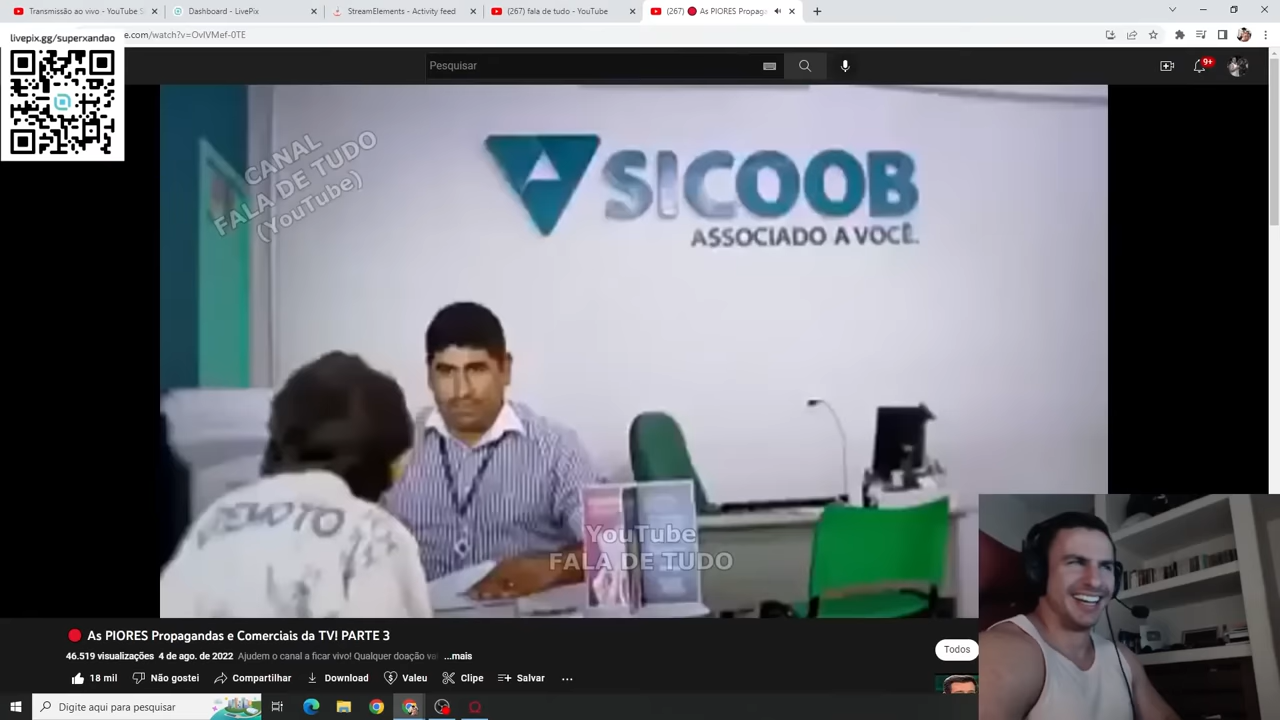 Transmissão ao vivo - YouTube S
Dashboard - LivePix
StreamElements - Activity feed
(267) fala de tudo - YouTube
(267) 🔴 As PIORES Propaga
livepix.gg/superxandao
e.com/watch?v=OvIVMef-0TE
Pesquisar
9+
CANAL
FALA DE TUDO
(YouTube)
SICOOB
ASSOCIADO A VOCÊ.
YouTube
FALA DE TUDO
🔴 As PIORES Propagandas e Comerciais da TV! PARTE 3
46.519 visualizações 4 de ago. de 2022 Ajudem o canal a ficar vivo! Qualquer doação va ...mais
Todos
18 mil Não gostei Compartilhar Download Valeu Clipe Salvar ...
Digite aqui para pesquisar